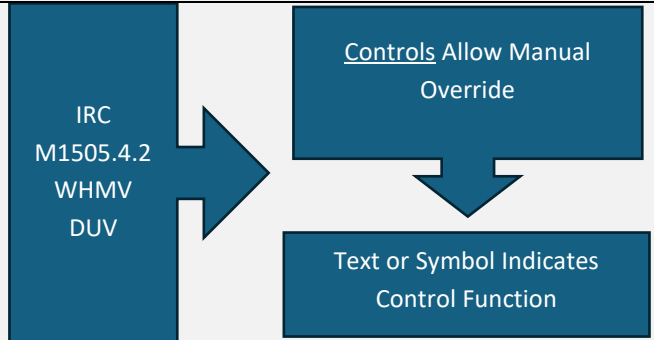 IRC
M1505.4.2
WHMV
DUV
Controls Allow Manual
Override
Text or Symbol Indicates
Control Function